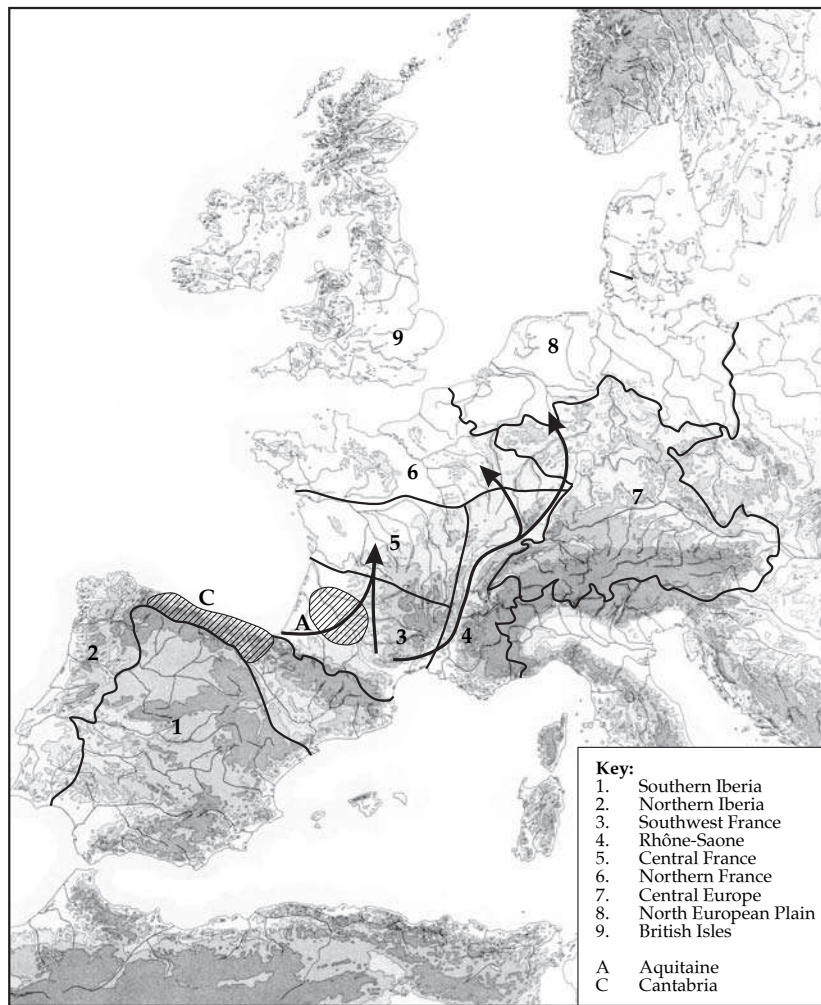 9
8
6
7
5
C
A
2
3
4
1
Key:
1. Southern Iberia
2. Northern Iberia
3. Southwest France
4. Rhône-Saone
5. Central France
6. Northern France
7. Central Europe
8. North European Plain
9. British Isles
A Aquitaine
C Cantabria